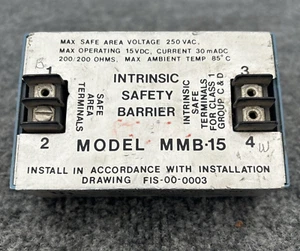 MAX SAFE AREA VOLTAGE 250 VAC,
MAX OPERATING 15VDC, CURRENT 30 mADC
200/200 OHMS, MAX AMBIENT TEMP 85°C
1
3
INTRINSIC
SAFETY
BARRIER
SAFE
AREA
TERMINALS
INTRINSIC
SAFE
TERMINALS
FOR CLASS 1
GROUP C & D
2
MODEL MMB-15
4
W
INSTALL IN ACCORDANCE WITH INSTALLATION
DRAWING FIS-00-0003